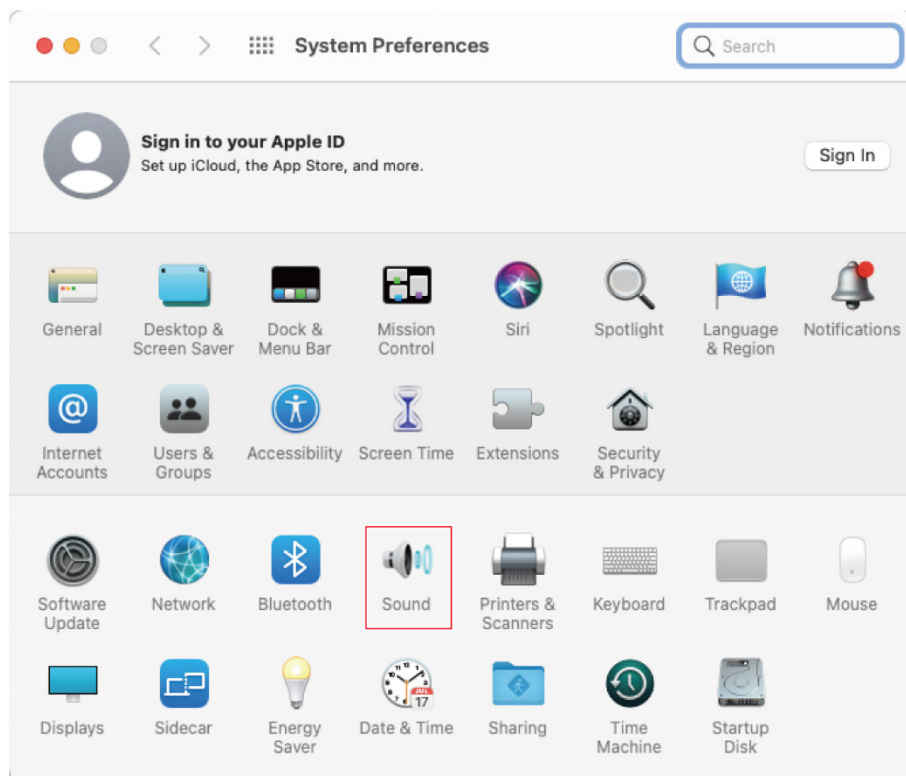 System Preferences
Search
Sign in to your Apple ID
Set up iCloud, the App Store, and more.
Sign In
General
Desktop &
Screen Saver
Dock &
Menu Bar
Mission
Control
Siri
Spotlight
Language
& Region
Notifications
Internet
Accounts
Users &
Groups
Accessibility
Screen Time
Extensions
Security
& Privacy
Software
Update
Network
Bluetooth
Sound
Printers &
Scanners
Keyboard
Trackpad
Mouse
Displays
Sidecar
Energy
Saver
JUL
17
Date & Time
Sharing
Time
Machine
Startup
Disk